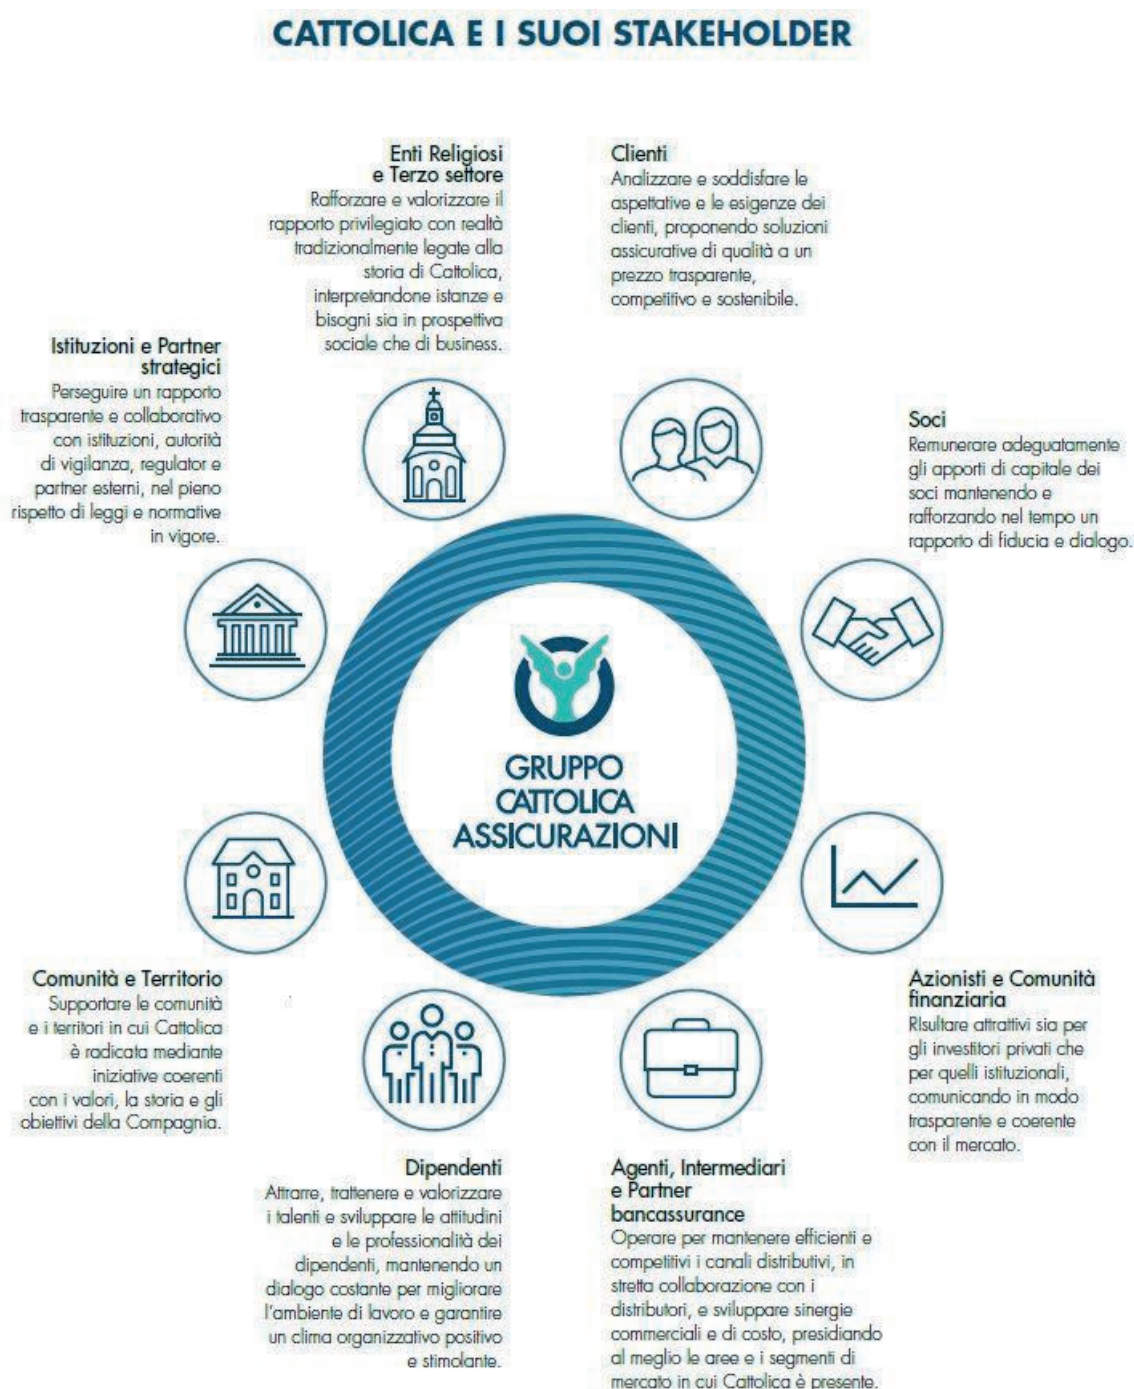 CATTOLICA E I SUOI STAKEHOLDER
Enti Religiosi
e Terzo settore
Rafforzare e valorizzare il
rapporto privilegiato con realtà
tradizionalmente legate alla
storia di Cattolica,
interpretandone istanze e
bisogni sia in prospettiva
sociale che di business.
Clienti
Analizzare e soddisfare le
aspettative e le esigenze dei
clienti, proponendo soluzioni
assicurative di qualità a un
prezzo trasparente,
competitivo e sostenibile.
Istituzioni e Partner
strategici
Perseguire un rapporto
trasparente e collaborativo
con istituzioni, autorità
di vigilanza, regulator e
partner esterni, nel pieno
rispetto di leggi e normative
in vigore.
Soci
Remunerare adeguatamente
gli apporti di capitale dei
soci mantenendo e
rafforzando nel tempo un
rapporto di fiducia e dialogo.
GRUPPO
CATTOLICA
ASSICURAZIONI
Comunità e Territorio
Supportare le comunità
e i territori in cui Cattolica
è radicata mediante
iniziative coerenti
con i valori, la storia e gli
obiettivi della Compagnia.
Azionisti e Comunità
finanziaria
RIsultare attrattivi sia per
gli investitori privati che
per quelli istituzionali,
comunicando in modo
trasparente e coerente
con il mercato.
Dipendenti
Attrarre, trattenere e valorizzare
i talenti e sviluppare le attitudini
e le professionalità dei
dipendenti, mantenendo un
dialogo costante per migliorare
l'ambiente di lavoro e garantire
un clima organizzativo positivo
e stimolante.
Agenti, Intermediari
e Partner
bancassurance
Operare per mantenere efficienti e
competitivi i canali distributivi, in
stretta collaborazione con i
distributori, e sviluppare sinergie
commerciali e di costo, presidiando
al meglio le aree e i segmenti di
mercato in cui Cattolica è presente.